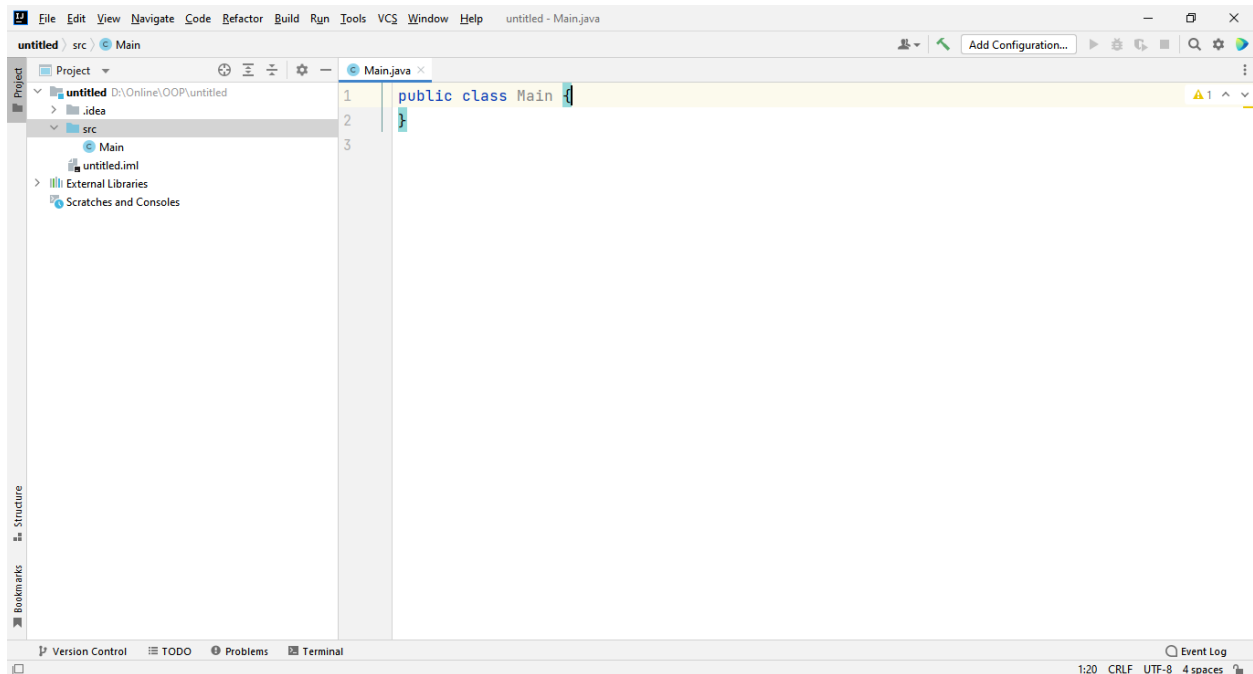 File Edit View Navigate Code Refactor Build Run Tools VCS Window Help untitled - Main.java
untitled src Main
Add Configuration...
Project
Project
Main.java
untitled D:\Online\OOP\untitled
.idea
src
Main
untitled.iml
External Libraries
Scratches and Consoles
1 public class Main {
2 }
3
1
Structure
Bookmarks
Version Control TODO Problems Terminal
Event Log
1:20 CRLF UTF-8 4 spaces